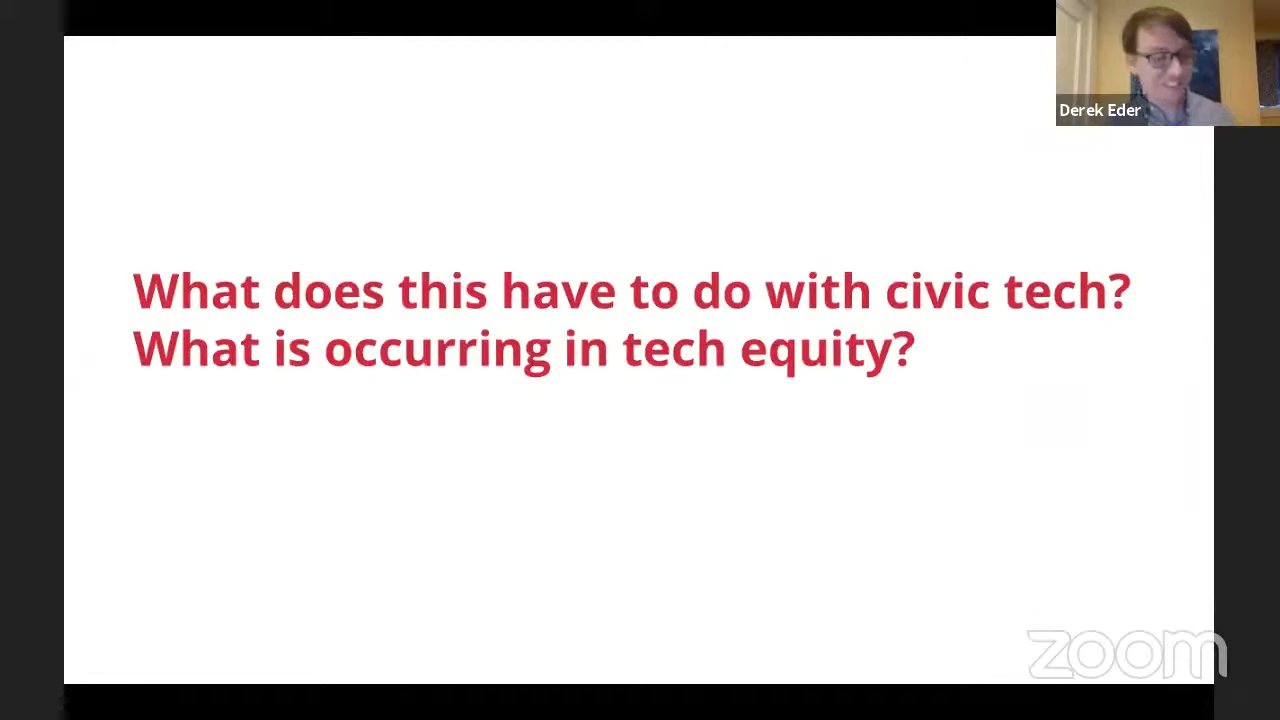 Derek Eder
What does this have to do with civic tech?
What is occurring in tech equity?
zoom